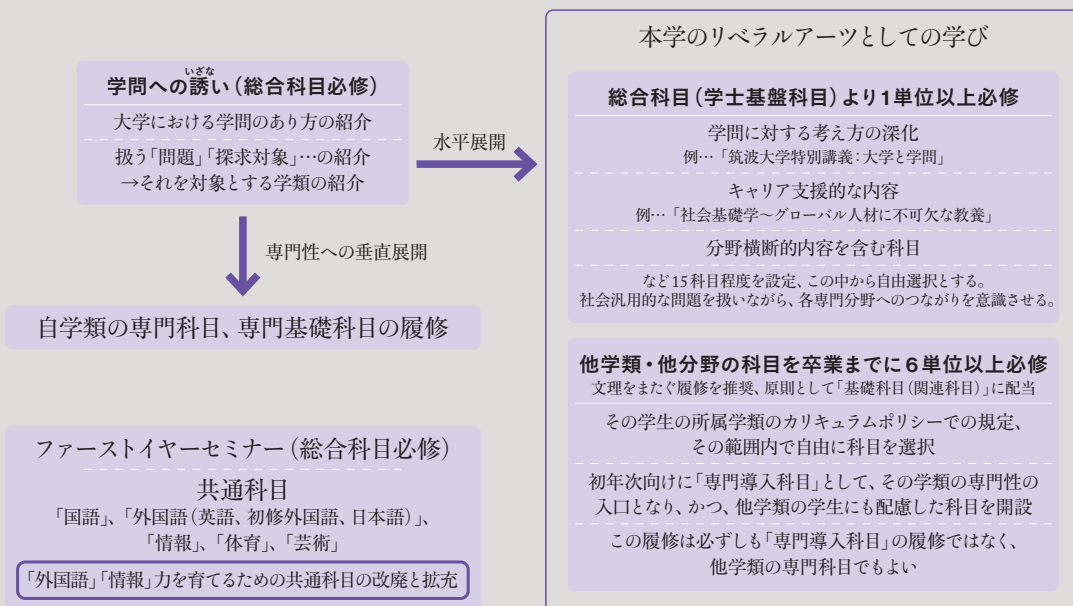 学問への誘い(総合科目必修)
いざな
大学における学問のあり方の紹介
扱う「問題」「探求対象」…の紹介
→それを対象とする学類の紹介
水平展開
専門性への垂直展開
自学類の専門科目、専門基礎科目の履修
ファーストイヤーセミナー(総合科目必修)
共通科目
「国語」、「外国語(英語、初修外国語、日本語)」、
「情報」、「体育」、「芸術」
「外国語」「情報」力を育てるための共通科目の改廃と拡充
本学のリベラルアーツとしての学び
総合科目(学士基盤科目)より1単位以上必修
学問に対する考え方の深化
例…「筑波大学特別講義:大学と学問」
キャリア支援的な内容
例…「社会基礎学~グローバル人材に不可欠な教養」
分野横断的内容を含む科目
など15科目程度を設定、この中から自由選択とする。
社会汎用的な問題を扱いながら、各専門分野へのつながりを意識させる。
他学類・他分野の科目を卒業までに6単位以上必修
文理をまたぐ履修を推奨、原則として「基礎科目(関連科目)」に配当
その学生の所属学類のカリキュラムポリシーでの規定、
その範囲内で自由に科目を選択
初年次向けに「専門導入科目」として、その学類の専門性の
入口となり、かつ、他学類の学生にも配慮した科目を開設
この履修は必ずしも「専門導入科目」の履修ではなく、
他学類の専門科目でもよい